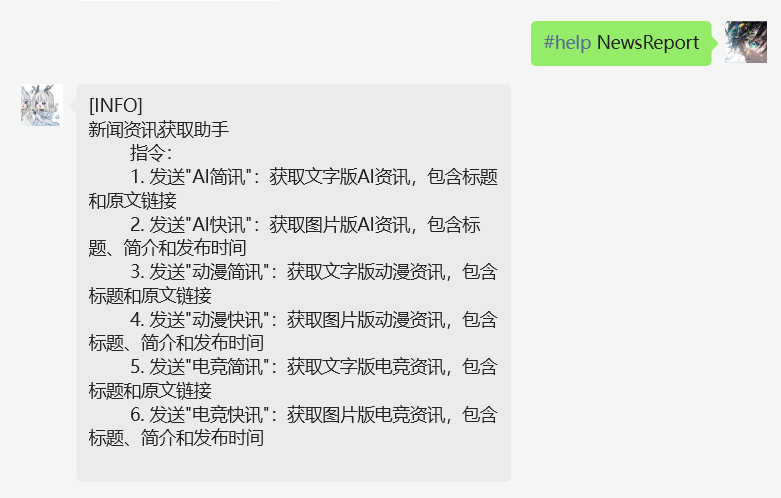 #help NewsReport
[INFO]
新闻资讯获取助手
指令：
1. 发送"AI简讯"：获取文字版AI资讯，包含标题
和原文链接
2. 发送"AI快讯"：获取图片版AI资讯，包含标
题、简介和发布时间
3. 发送"动漫简讯"：获取文字版动漫资讯，包含
标题和原文链接
4. 发送"动漫快讯"：获取图片版动漫资讯，包含
标题、简介和发布时间
5. 发送"电竞简讯"：获取文字版电竞资讯，包含
标题和原文链接
6. 发送"电竞快讯"：获取图片版电竞资讯，包含
标题、简介和发布时间